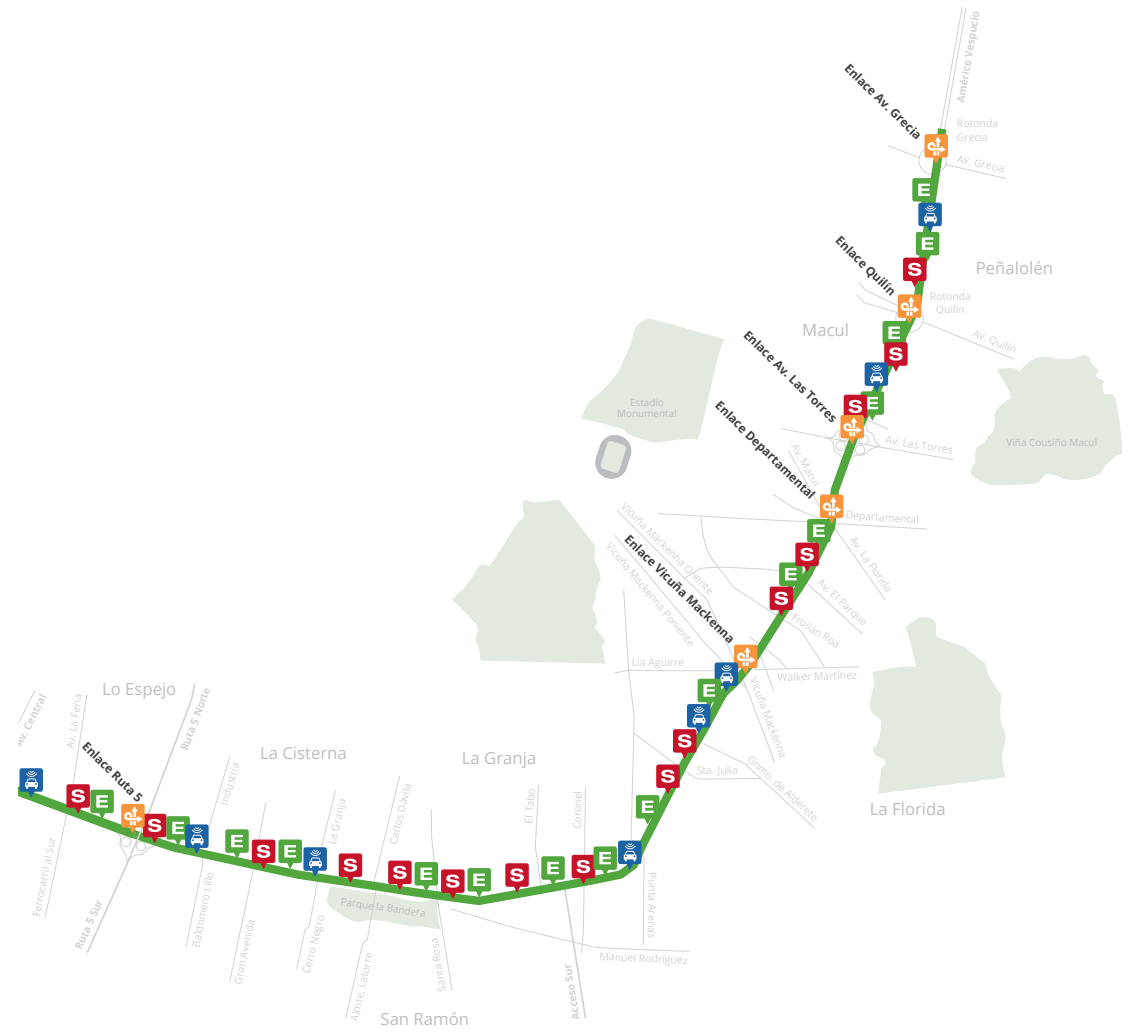 Américo Vespucio
Enlace Av. Grecia
Rotonda
Grecia
Av. Grecia
E
E
S
Enlace Quilín
Peñalolén
Rotonda
Quilín
Macul
Av. Quilín
E
S
Enlace Av. Las Torres
S
E
Estadio
Monumental
Viña Cousiño Macul
Av. Las Torres
Av. Macul
Enlace Departamental
Departamental
E
S
E
S
Av. La Florida
Av. El Parque
Froilán Roa
Vicuña Mackenna Oriente
Vicuña Mackenna Poniente
Enlace Vicuña Mackenna
Lía Aguirre
Walker Martínez
Vicuña Mackenna
E
S
S
E
Sta. Julia
Gnmo. de Alderete
La Florida
Lo Espejo
Ruta 5 Norte
Av. Central
Av. La Feria
Enlace Ruta 5
La Cisterna
La Granja
Industria
La Granja
Carlos Dávila
El Tabo
Coronel
S
E
S
E
E
S
E
S
S
E
S
E
S
E
S
E
Ferrocarril al Sur
Ruta 5 Sur
Baldomero Lillo
Gran Avenida
Cerro Negro
Parque la Bandera
Almte. Latorre
Santa Rosa
Acceso Sur
Punta Arenas
Manuel Rodríguez
San Ramón